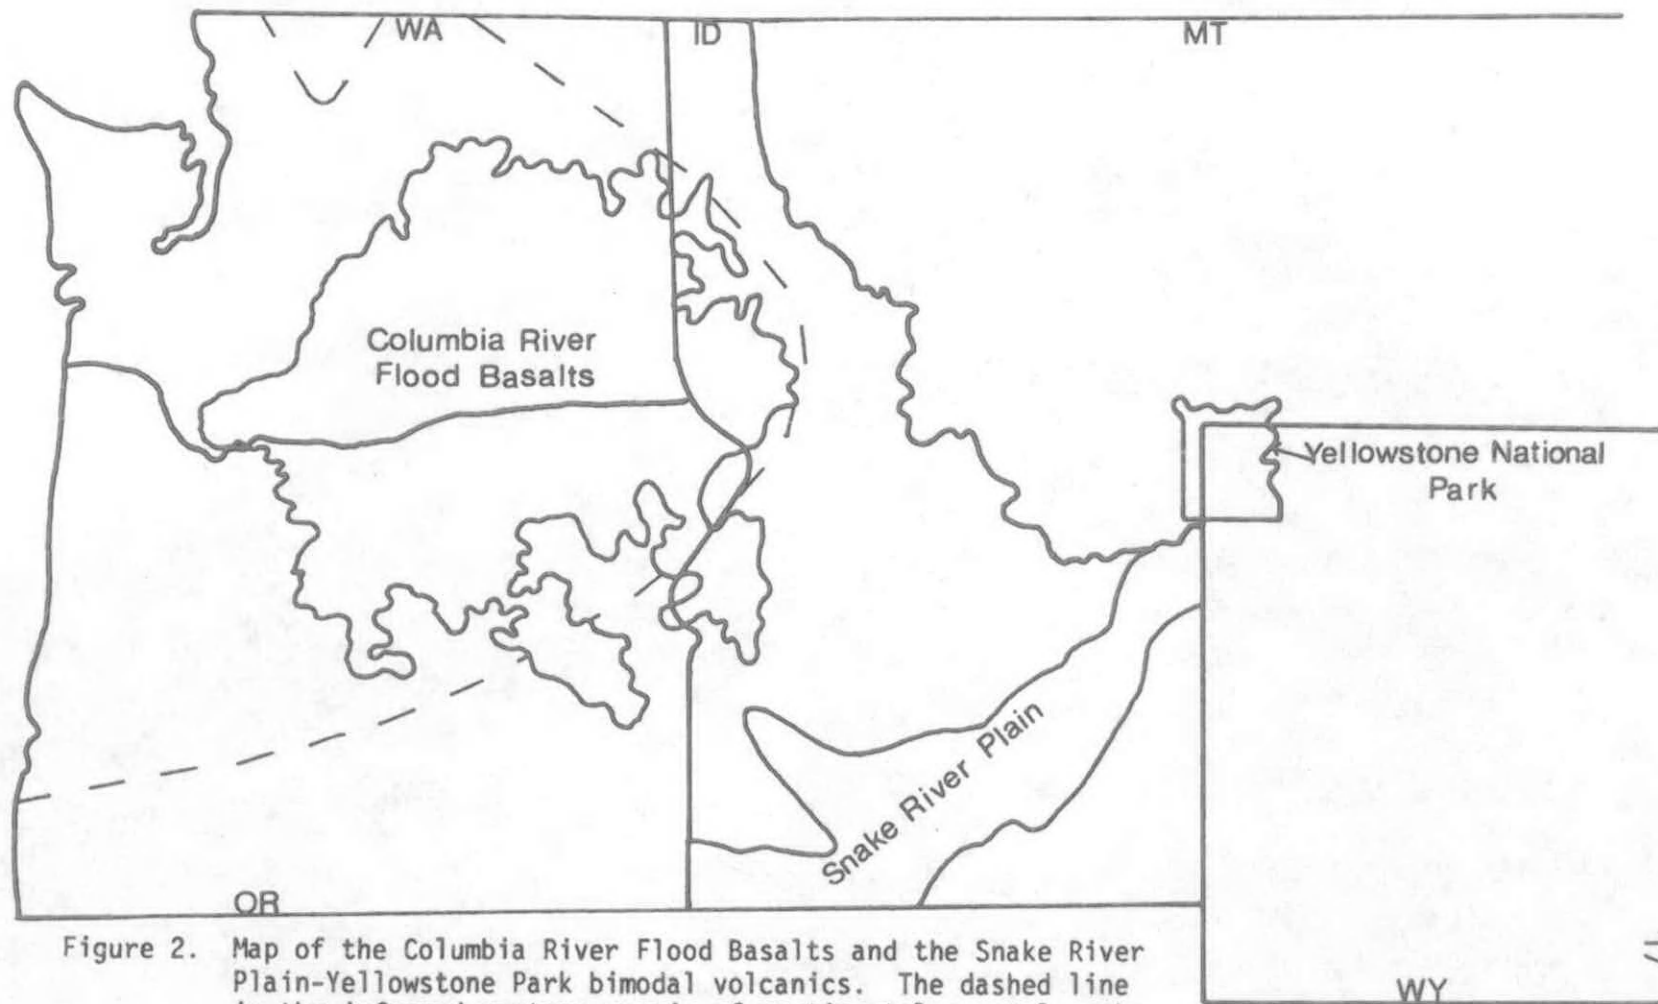 WA
ID
MT
Columbia River
Flood Basalts
Yellowstone National
Park
Snake River Plain
OR
WY
Figure 2. Map of the Columbia River Flood Basalts and the Snake River
Plain-Yellowstone Park bimodal volcanics. The dashed line